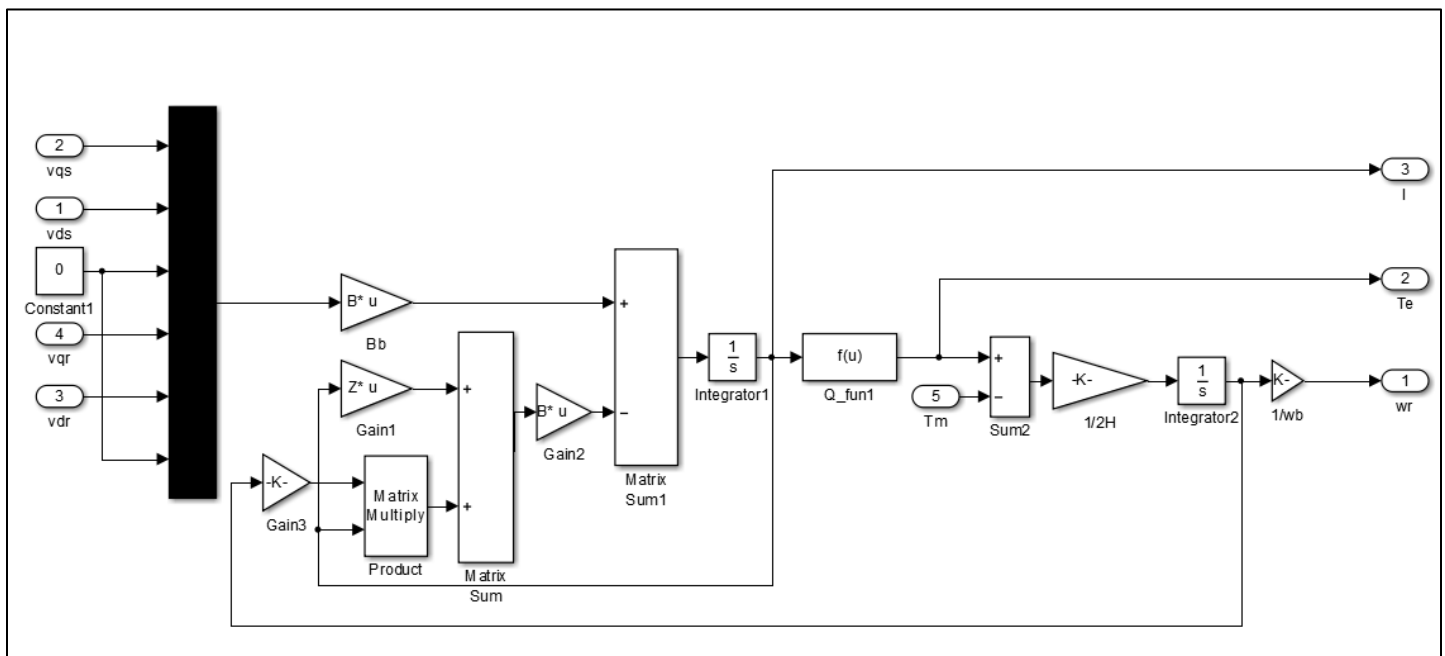 2
vqs
1
vds
0
Constant1
4
vqr
3
vdr
B* u
Bb
Z* u
Gain1
-K-
Gain3
Matrix
Multiply
Product
+
+
Matrix
Sum
B* u
Gain2
+
−
Matrix
Sum1
1
s
Integrator1
f(u)
Q_fun1
5
Tm
+
−
Sum2
-K-
1/2H
1
s
Integrator2
K-
1/wb
3
I
2
Te
1
wr